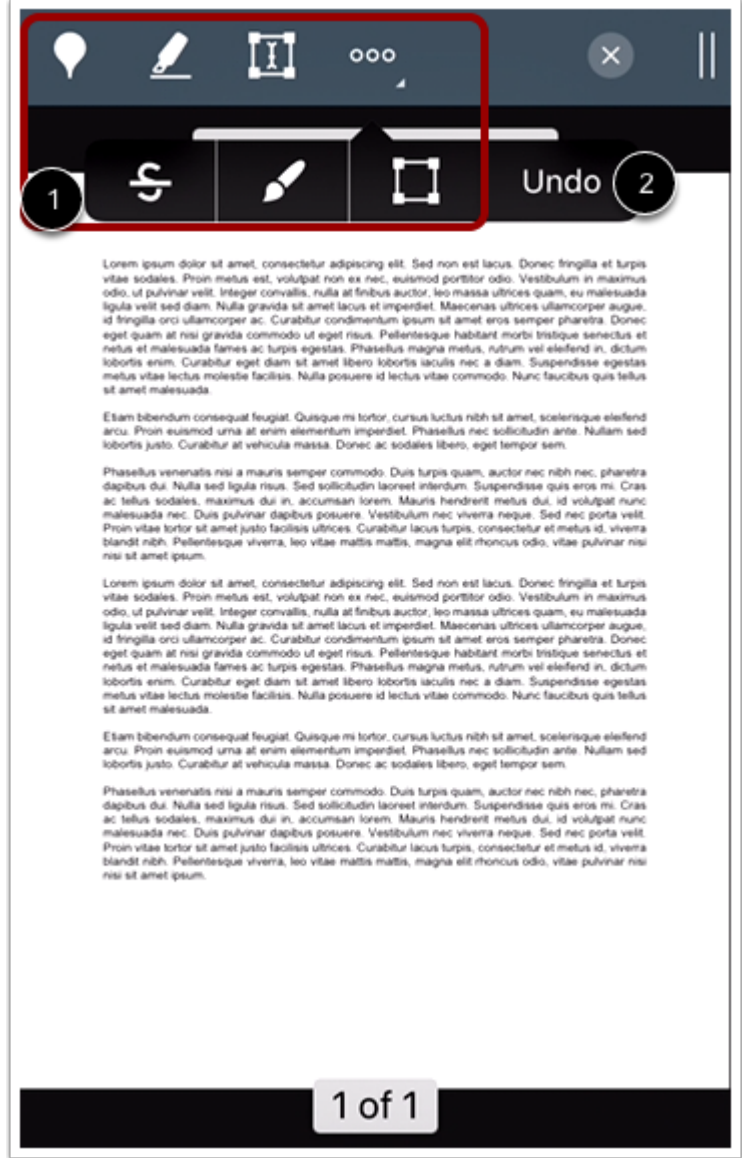 1
Undo
2
Lorem ipsum dolor sit amet, consectetur adipiscing elit. Sed non est lacus. Donec fringilla et turpis
vitae sodales. Proin metus est, volutpat non ex nec, euismod porttitor odio. Vestibulum in maximus
odio, ut pulvinar velit. Integer convallis, nulla at finibus auctor, leo massa ultrices quam, eu malesuada
ligula velit sed diam. Nulla gravida sit amet lacus et imperdiet. Maecenas ultrices ullamcorper augue,
id fringilla orci ullamcorper ac. Curabitur condimentum ipsum sit amet eros semper pharetra. Donec
eget quam at nisi gravida commodo ut eget risus. Pellentesque habitant morbi tristique senectus et
netus et malesuada fames ac turpis egestas. Phasellus magna metus, rutrum vel eleifend in, dictum
lobortis enim. Curabitur eget diam sit amet libero lobortis iaculis nec a diam. Suspendisse egestas
metus vitae lectus molestie facilisis. Nulla posuere id lectus vitae commodo. Nunc faucibus quis tellus
sit amet malesuada.
Etiam bibendum consequat feugiat. Quisque mi tortor, cursus luctus nibh sit amet, scelerisque eleifend
arcu. Proin euismod urna at enim elementum imperdiet. Phasellus nec sollicitudin ante. Nullam sed
lobortis justo. Curabitur at vehicula massa. Donec ac sodales libero, eget tempor sem.
Phasellus venenatis nisi a mauris semper commodo. Duis turpis quam, auctor nec nibh nec, pharetra
dapibus dui. Nulla sed ligula risus. Sed sollicitudin laoreet interdum. Suspendisse quis eros mi. Cras
ac tellus sodales, maximus dui in, accumsan lorem. Mauris hendrerit metus dui, id volutpat nunc
malesuada nec. Duis pulvinar dapibus posuere. Vestibulum nec viverra neque. Sed nec porta velit.
Proin vitae tortor sit amet justo facilisis ultrices. Curabitur lacus turpis, consectetur et metus id, viverra
blandit nibh. Pellentesque viverra, leo vitae mattis mattis, magna elit rhoncus odio, vitae pulvinar nisi
nisi sit amet ipsum.
Lorem ipsum dolor sit amet, consectetur adipiscing elit. Sed non est lacus. Donec fringilla et turpis
vitae sodales. Proin metus est, volutpat non ex nec, euismod porttitor odio. Vestibulum in maximus
odio, ut pulvinar velit. Integer convallis, nulla at finibus auctor, leo massa ultrices quam, eu malesuada
ligula velit sed diam. Nulla gravida sit amet lacus et imperdiet. Maecenas ultrices ullamcorper augue,
id fringilla orci ullamcorper ac. Curabitur condimentum ipsum sit amet eros semper pharetra. Donec
eget quam at nisi gravida commodo ut eget risus. Pellentesque habitant morbi tristique senectus et
netus et malesuada fames ac turpis egestas. Phasellus magna metus, rutrum vel eleifend in, dictum
lobortis enim. Curabitur eget diam sit amet libero lobortis iaculis nec a diam. Suspendisse egestas
metus vitae lectus molestie facilisis. Nulla posuere id lectus vitae commodo. Nunc faucibus quis tellus
sit amet malesuada.
Etiam bibendum consequat feugiat. Quisque mi tortor, cursus luctus nibh sit amet, scelerisque eleifend
arcu. Proin euismod urna at enim elementum imperdiet. Phasellus nec sollicitudin ante. Nullam sed
lobortis justo. Curabitur at vehicula massa. Donec ac sodales libero, eget tempor sem.
Phasellus venenatis nisi a mauris semper commodo. Duis turpis quam, auctor nec nibh nec, pharetra
dapibus dui. Nulla sed ligula risus. Sed sollicitudin laoreet interdum. Suspendisse quis eros mi. Cras
ac tellus sodales, maximus dui in, accumsan lorem. Mauris hendrerit metus dui, id volutpat nunc
malesuada nec. Duis pulvinar dapibus posuere. Vestibulum nec viverra neque. Sed nec porta velit.
Proin vitae tortor sit amet justo facilisis ultrices. Curabitur lacus turpis, consectetur et metus id, viverra
blandit nibh. Pellentesque viverra, leo vitae mattis mattis, magna elit rhoncus odio, vitae pulvinar nisi
nisi sit amet ipsum.
1 of 1